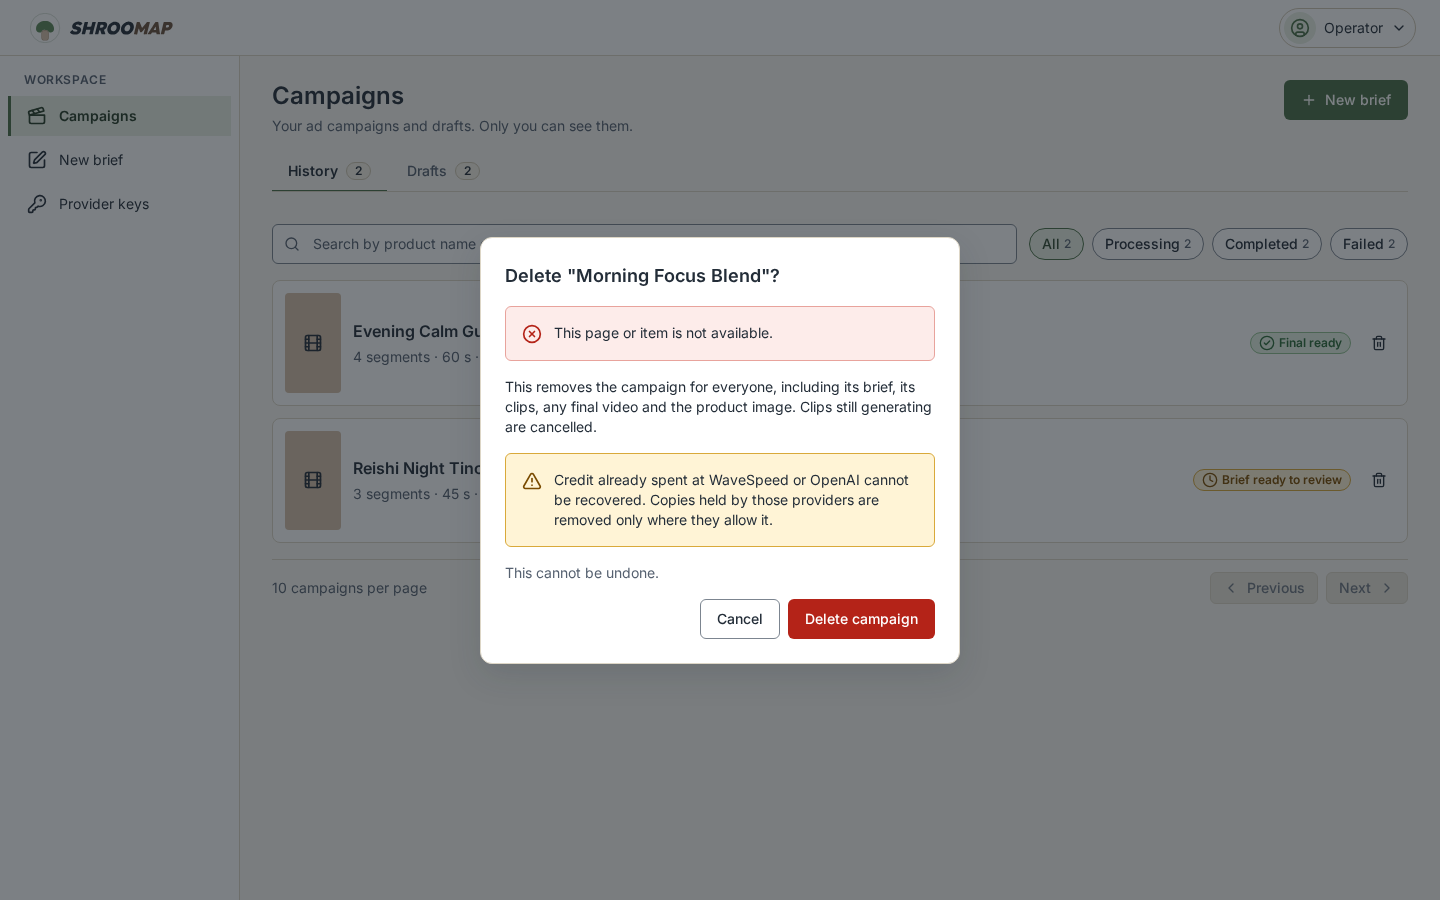 SHROOMAP
Operator
WORKSPACE
Campaigns
New brief
Provider keys
Campaigns
Your ad campaigns and drafts. Only you can see them.
New brief
History 2
Drafts 2
Search by product name
All 2
Processing 2
Completed 2
Failed 2
Evening Calm Gu
4 segments · 60 s ·
Final ready
Reishi Night Tinc
3 segments · 45 s ·
Brief ready to review
10 campaigns per page
Previous
Next
Delete "Morning Focus Blend"?
This page or item is not available.
This removes the campaign for everyone, including its brief, its
clips, any final video and the product image. Clips still generating
are cancelled.
Credit already spent at WaveSpeed or OpenAI cannot
be recovered. Copies held by those providers are
removed only where they allow it.
This cannot be undone.
Cancel
Delete campaign